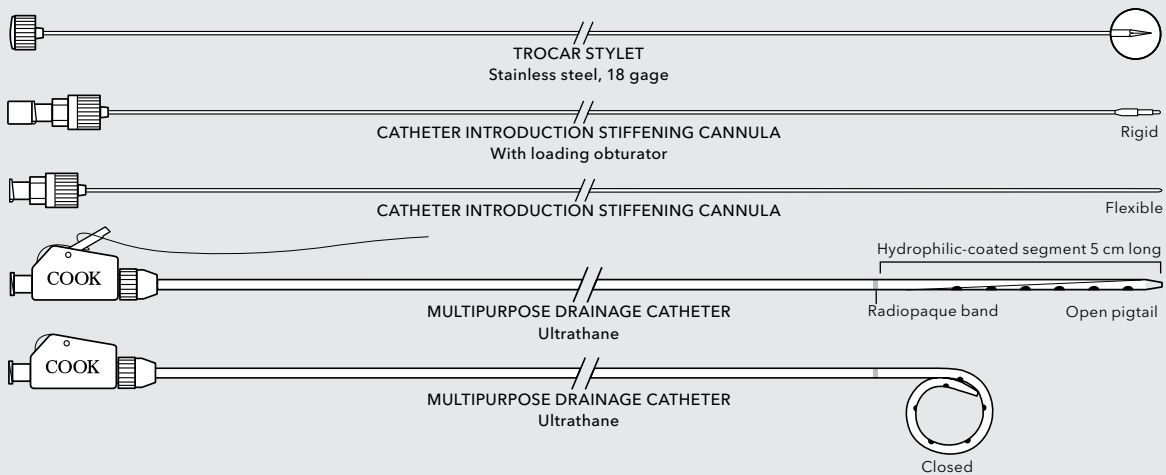 TROCAR STYLET
Stainless steel, 18 gage
CATHETER INTRODUCTION STIFFENING CANNULA
With loading obturator
Rigid
CATHETER INTRODUCTION STIFFENING CANNULA
Flexible
COOK
Hydrophilic-coated segment 5 cm long
MULTIPURPOSE DRAINAGE CATHETER
Ultrathane
Radiopaque band
Open pigtail
COOK
MULTIPURPOSE DRAINAGE CATHETER
Ultrathane
Closed